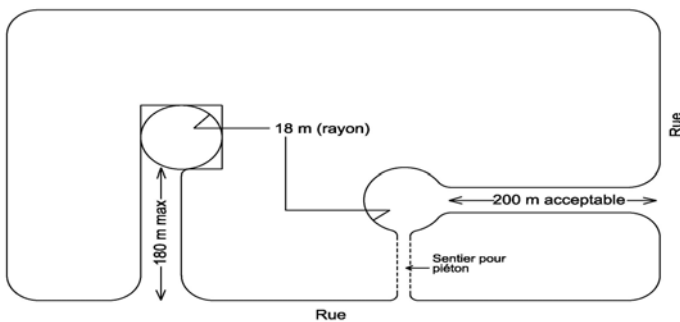 18 m (rayon)
Rue
200 m acceptable
180 m max
Sentier pour
piéton
Rue